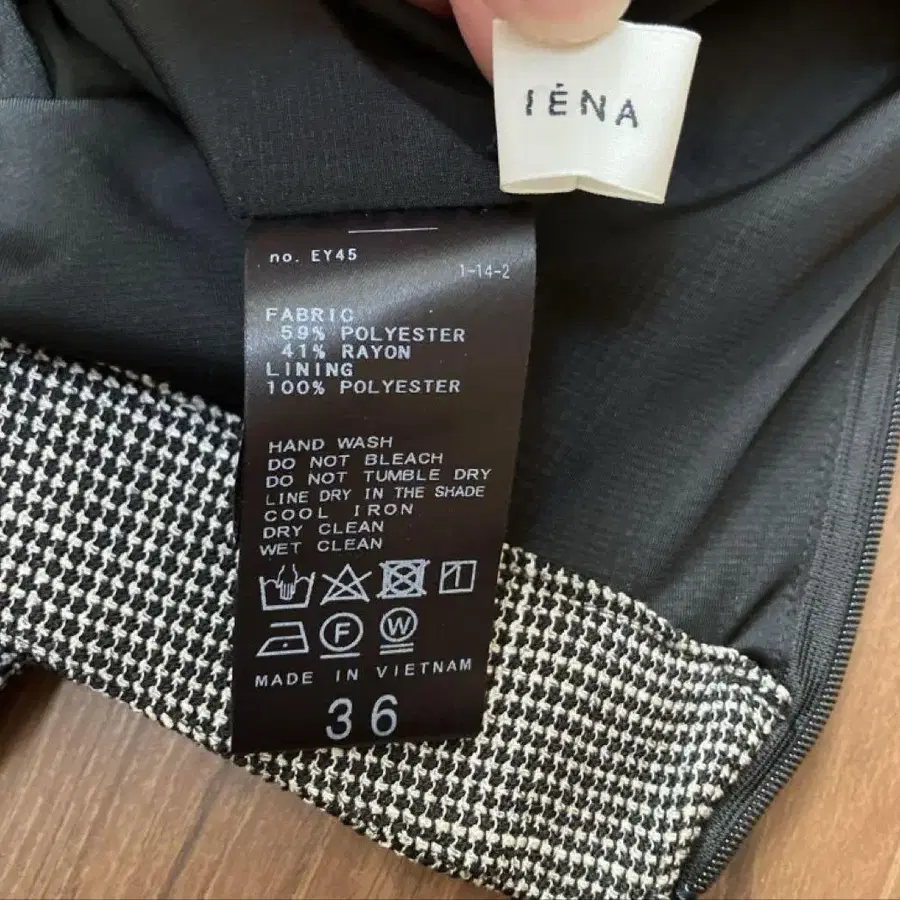 IÉNA
no. EY45
1-14-2
FABRIC
59% POLYESTER
41% RAYON
LINING
100% POLYESTER
HAND WASH
DO NOT BLEACH
DO NOT TUMBLE DRY
LINE DRY IN THE SHADE
COOL IRON
DRY CLEAN
WET CLEAN
F
W
MADE IN VIETNAM
36